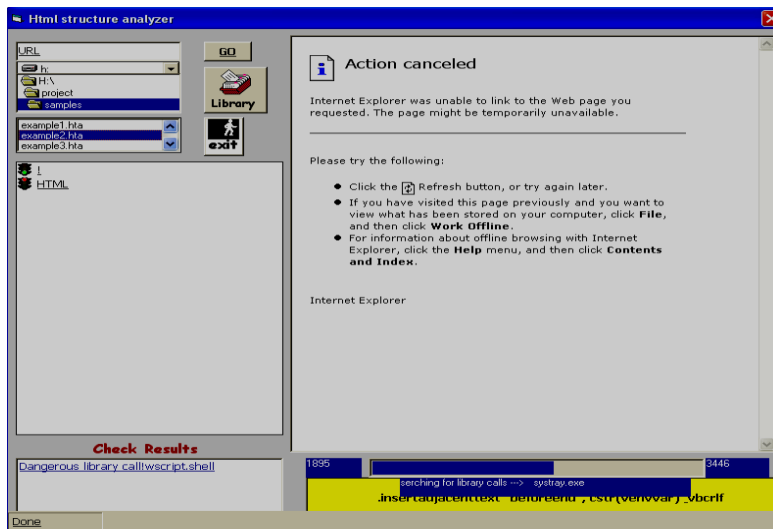 Html structure analyzer
URL
GO
h:
H:\
project
samples
Library
example1.hta
example2.hta
example3.hta
exit
!
HTML
Action canceled
Internet Explorer was unable to link to the Web page you
requested. The page might be temporarily unavailable.
Please try the following:
Click the Refresh button, or try again later.
If you have visited this page previously and you want to
view what has been stored on your computer, click File,
and then click Work Offline.
For information about offline browsing with Internet
Explorer, click the Help menu, and then click Contents
and Index.
Internet Explorer
Check Results
Dangerous library call!wscript.shell
1895
3446
serching for library calls ---> systray.exe
.insertadjacenttext "beforeend", cstr(venvvar) vbcrlf
Done